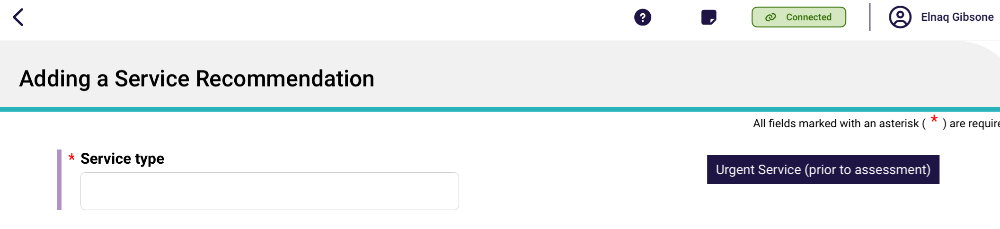 Connected
Elnaq Gibsone
Adding a Service Recommendation
All fields marked with an asterisk ( * ) are require
* Service type
Urgent Service (prior to assessment)